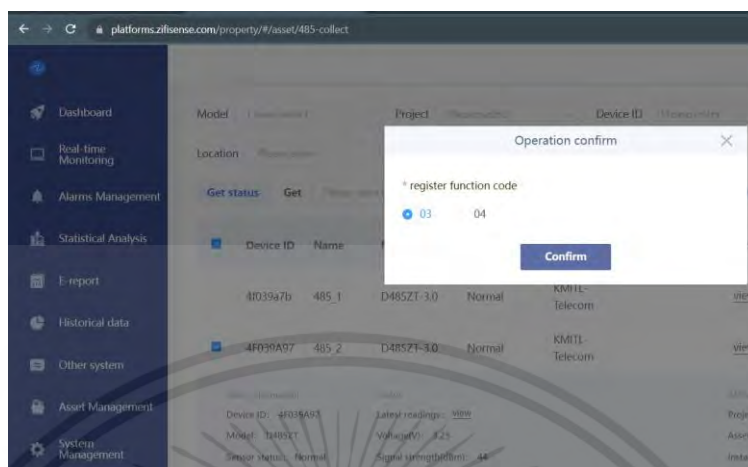 platforms.zifisense.com/property/#/asset/485-collect
Dashboard
Real-time
Monitoring
Alarms Management
Statistical Analysis
E-report
Historical data
Other system
Asset Management
System
Management
Model Project Device ID
Location
Get status Get
Operation confirm
* register function code
03 04
Confirm
Device ID Name
4f039a7b 485_1 D485ZT-3.0 Normal KMITL-
Telecom view
4F039A97 485_2 D485ZT-3.0 Normal KMITL-
Telecom
Device ID: 4F039A97 Latest readings: view
Model: D485ZT Voltage(V): 3.25
Sensor status: Normal Signal strength(dBm): 44